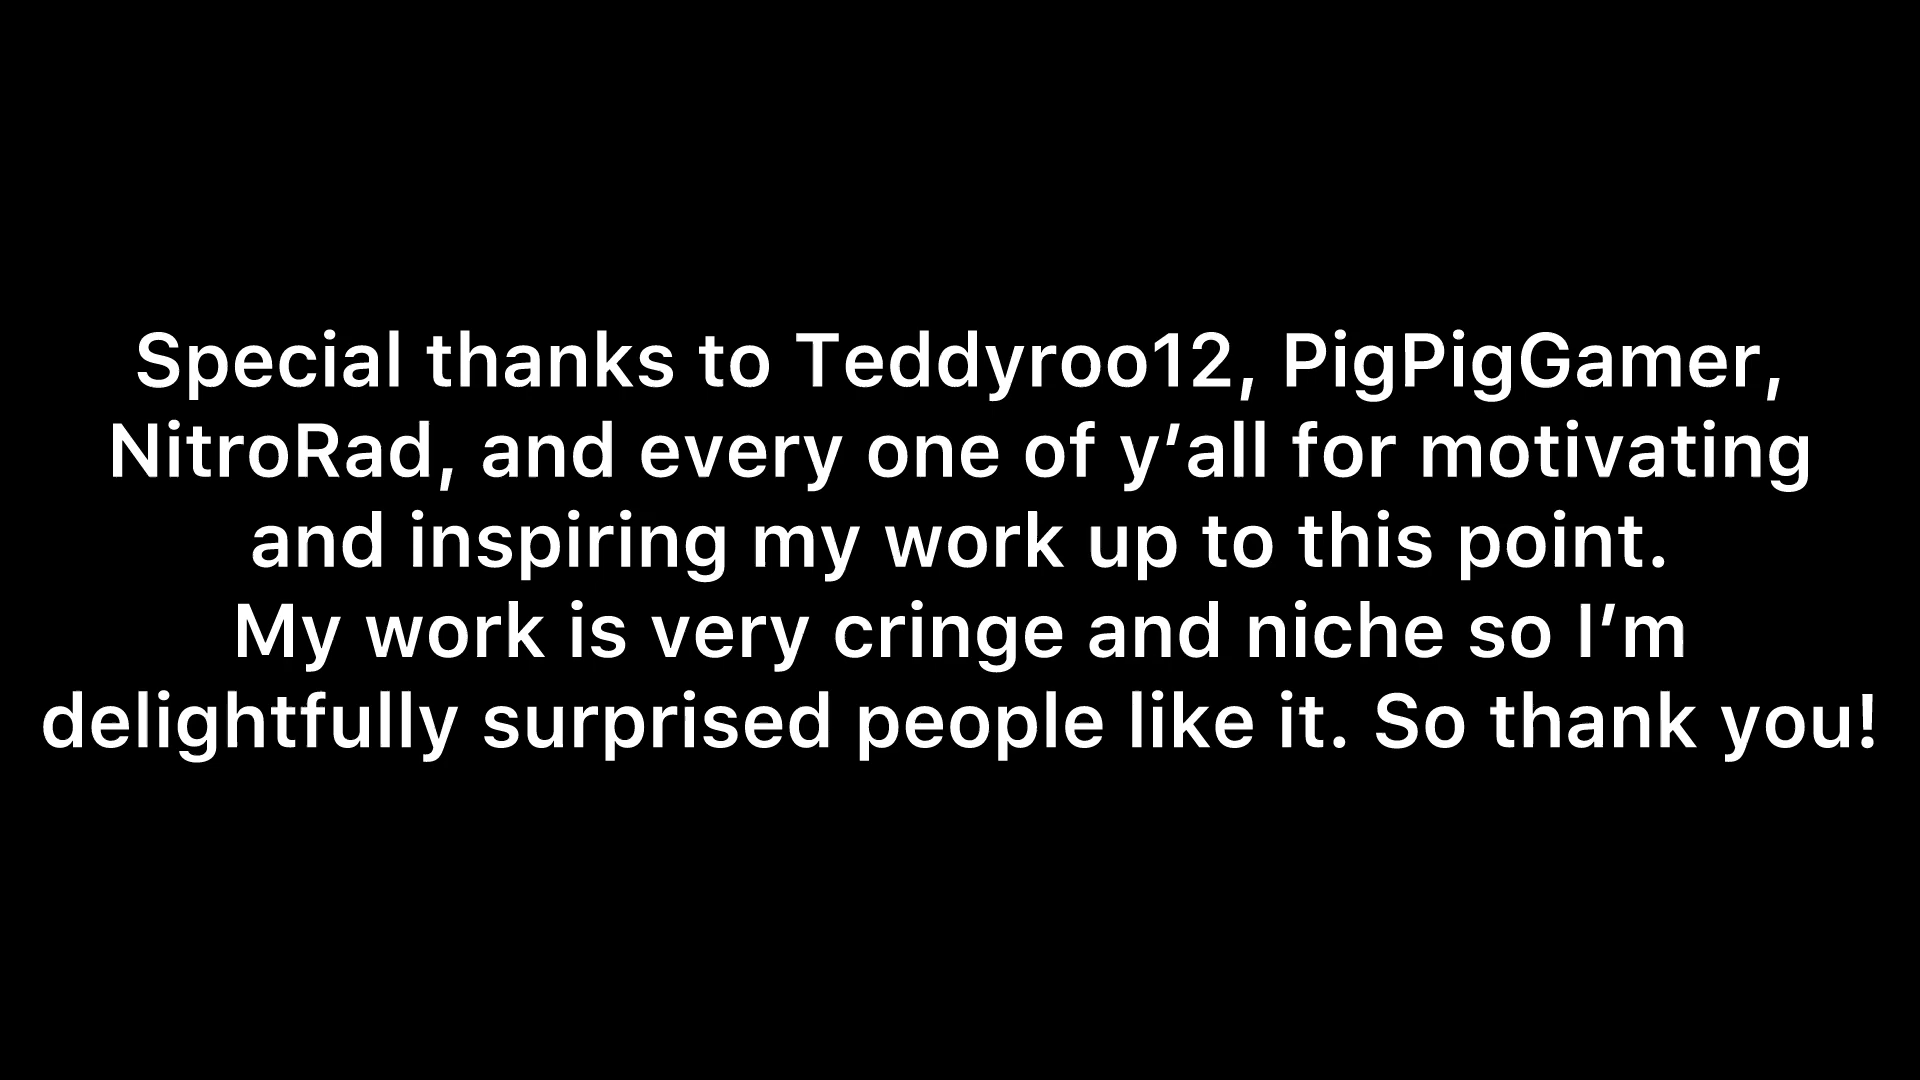 Special thanks to Teddyroo12, PigPigGamer,
NitroRad, and every one of y’all for motivating
and inspiring my work up to this point.
My work is very cringe and niche so I’m
delightfully surprised people like it. So thank you!